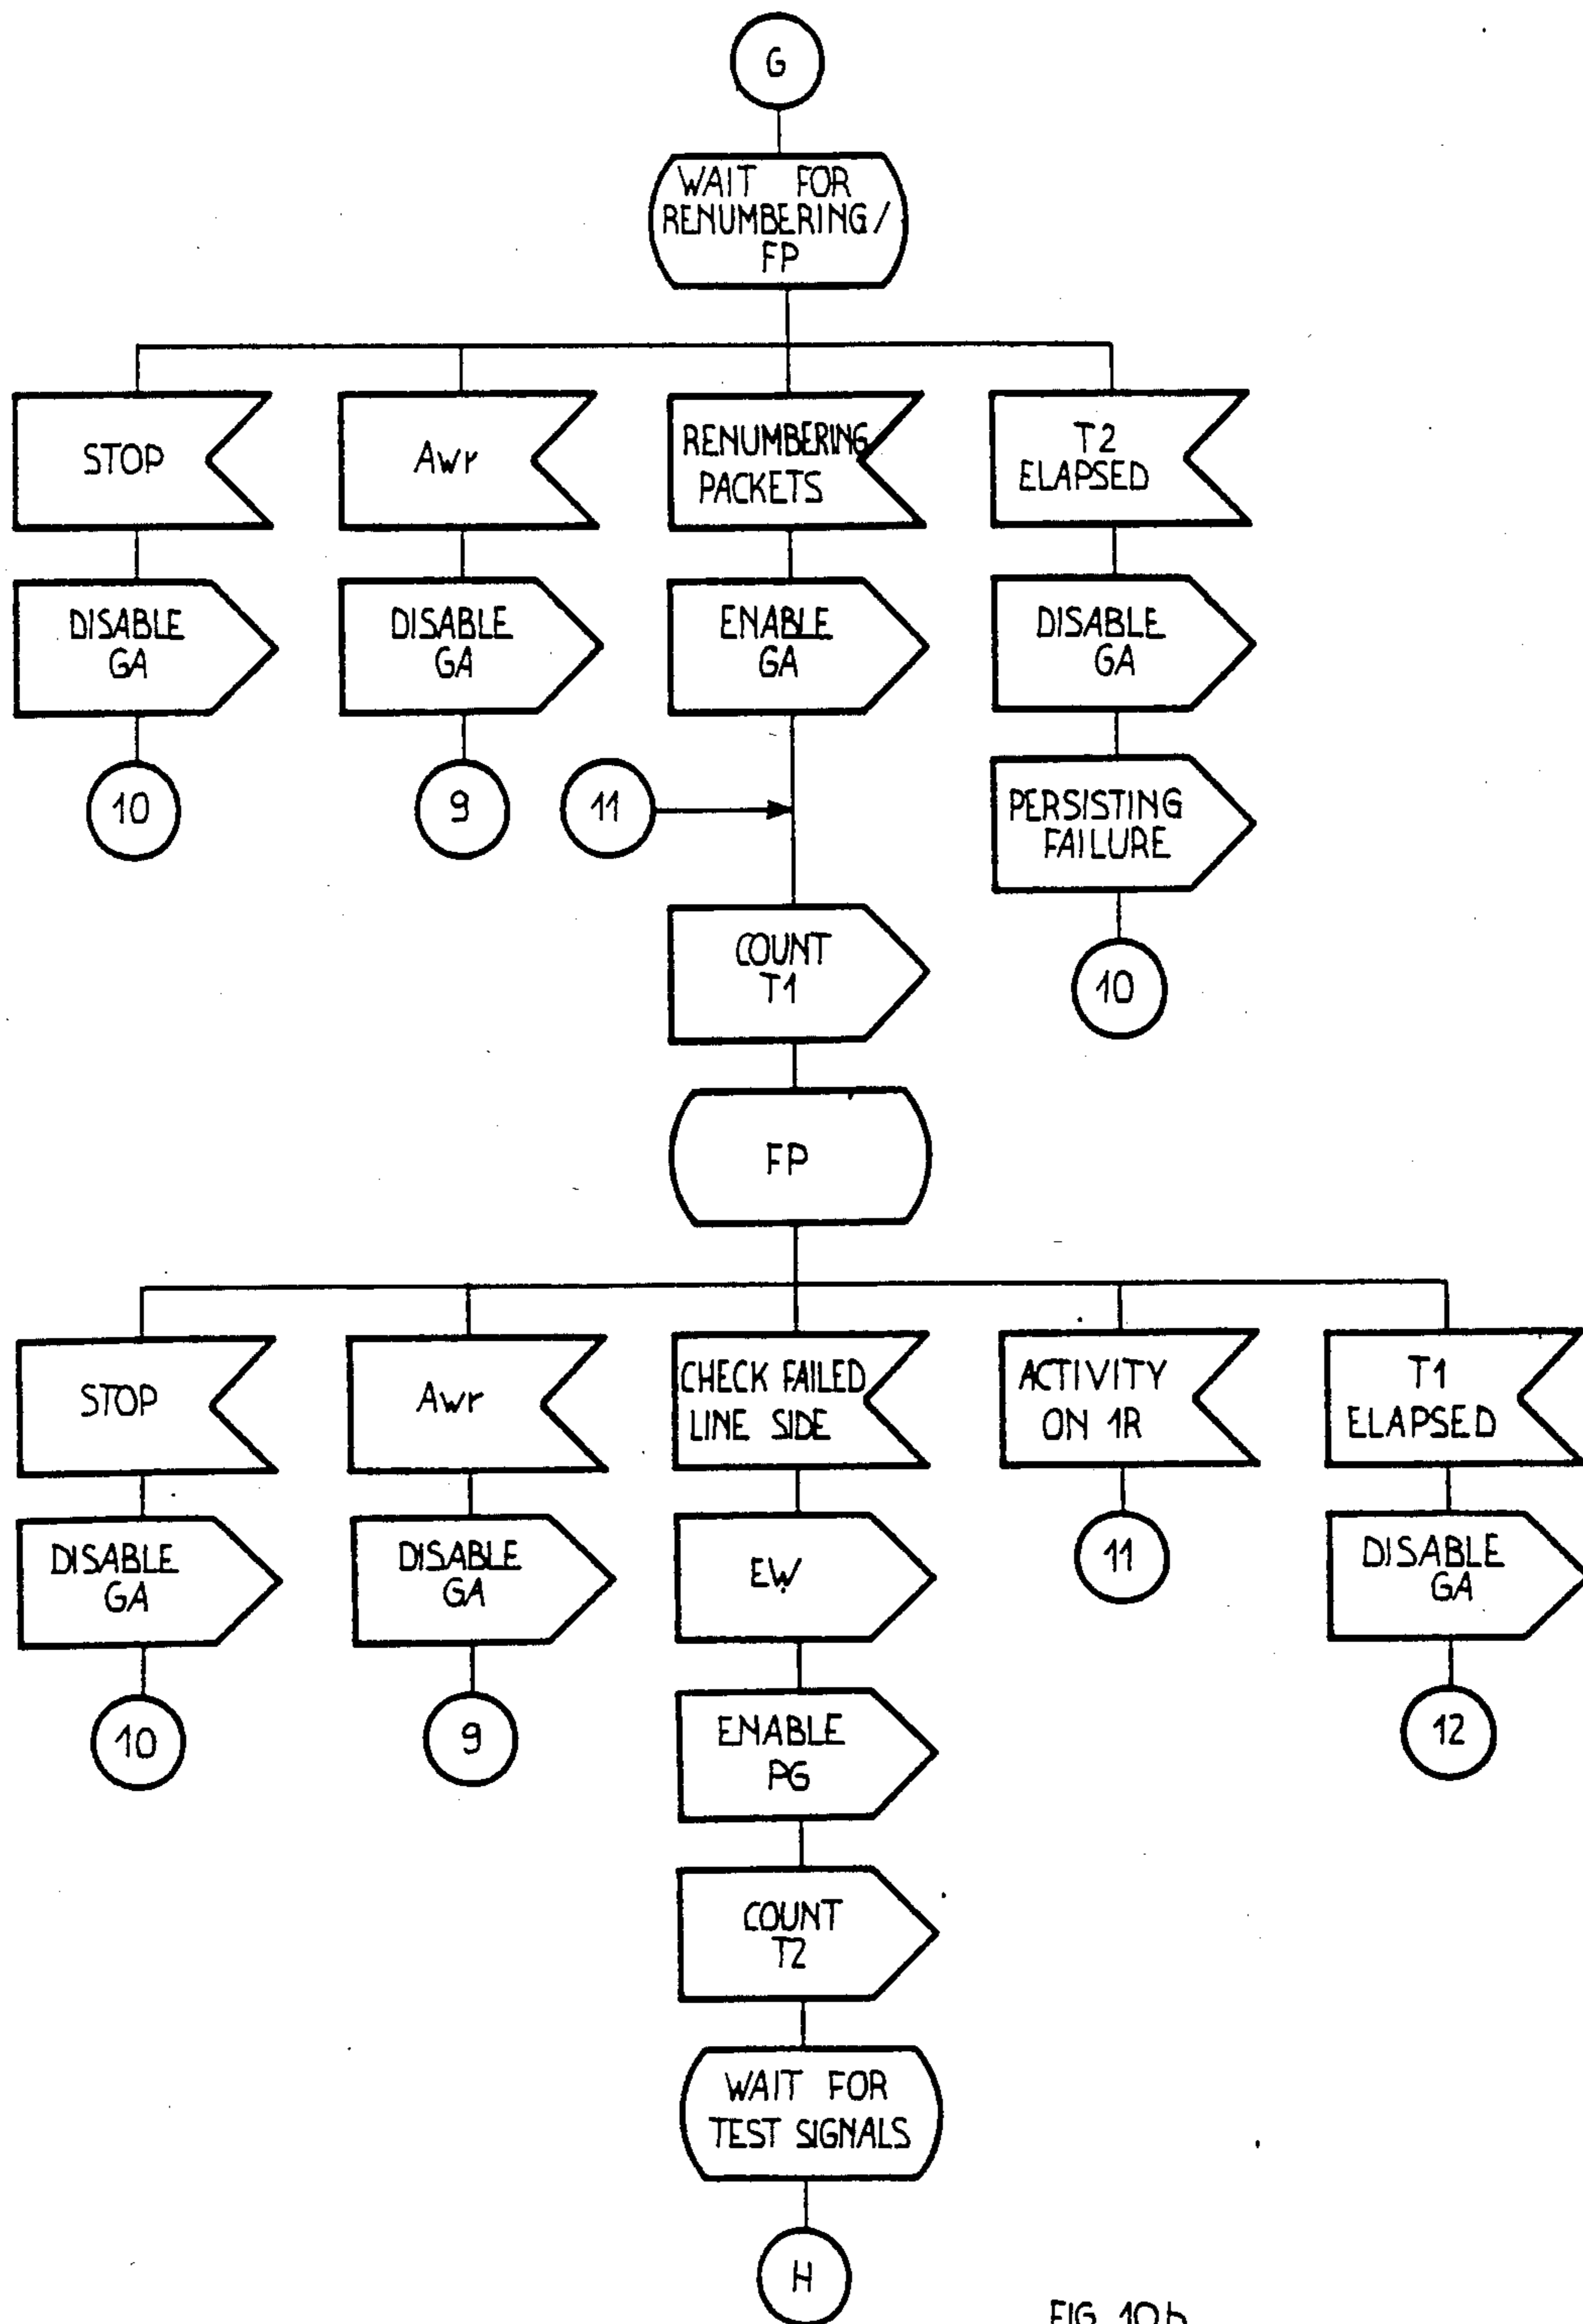 G
WAIT FOR
RENUMBERING/
FP
STOP
Awr
RENUMBERING
PACKETS
T2
ELAPSED
DISABLE
GA
DISABLE
GA
ENABLE
GA
DISABLE
GA
10
9
11
PERSISTING
FAILURE
COUNT
T1
10
FP
STOP
Awr
CHECK FAILED
LINE SIDE
ACTIVITY
ON 1R
T1
ELAPSED
DISABLE
GA
DISABLE
GA
EW
11
DISABLE
GA
10
9
ENABLE
PG
12
COUNT
T2
WAIT FOR
TEST SIGNALS
H
FIG. 10b